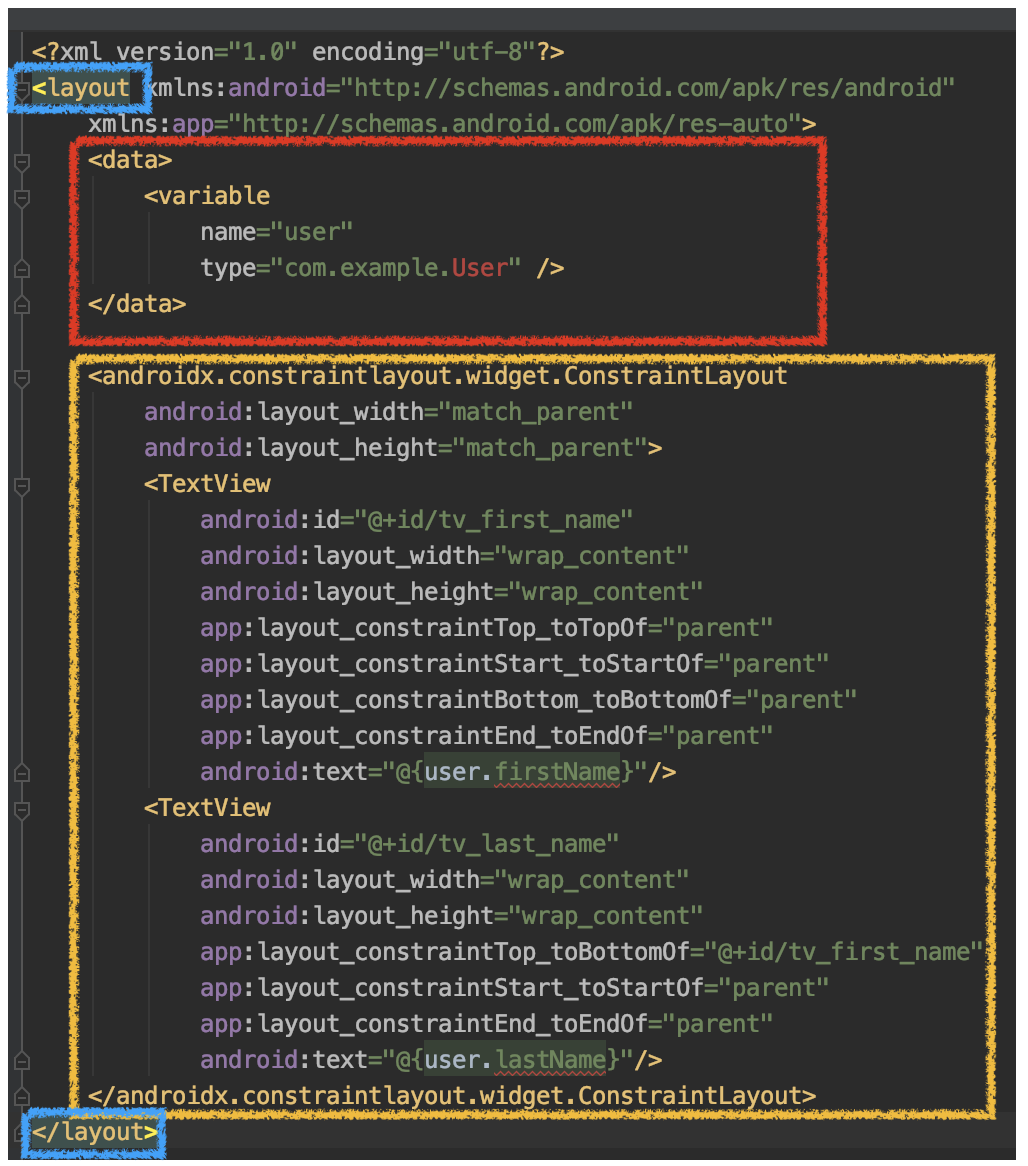 <?xml version="1.0" encoding="utf-8"?>
<layout xmlns:android="http://schemas.android.com/apk/res/android"
xmlns:app="http://schemas.android.com/apk/res-auto">
<data>
<variable
name="user"
type="com.example.User" />
</data>
<androidx.constraintlayout.widget.ConstraintLayout
android:layout_width="match_parent"
android:layout_height="match_parent">
<TextView
android:id="@+id/tv_first_name"
android:layout_width="wrap_content"
android:layout_height="wrap_content"
app:layout_constraintTop_toTopOf="parent"
app:layout_constraintStart_toStartOf="parent"
app:layout_constraintBottom_toBottomOf="parent"
app:layout_constraintEnd_toEndOf="parent"
android:text="@{user.firstName}"/>
<TextView
android:id="@+id/tv_last_name"
android:layout_width="wrap_content"
android:layout_height="wrap_content"
app:layout_constraintTop_toBottomOf="@+id/tv_first_name"
app:layout_constraintStart_toStartOf="parent"
app:layout_constraintEnd_toEndOf="parent"
android:text="@{user.lastName}"/>
</androidx.constraintlayout.widget.ConstraintLayout>
</layout>